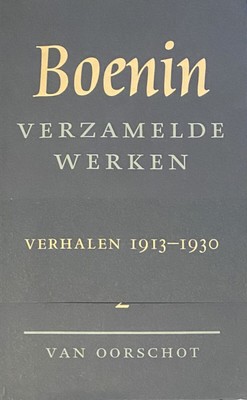 Boenin
VERZAMELDE
WERKEN
VERHALEN 1913–1930
VAN OORSCHOT